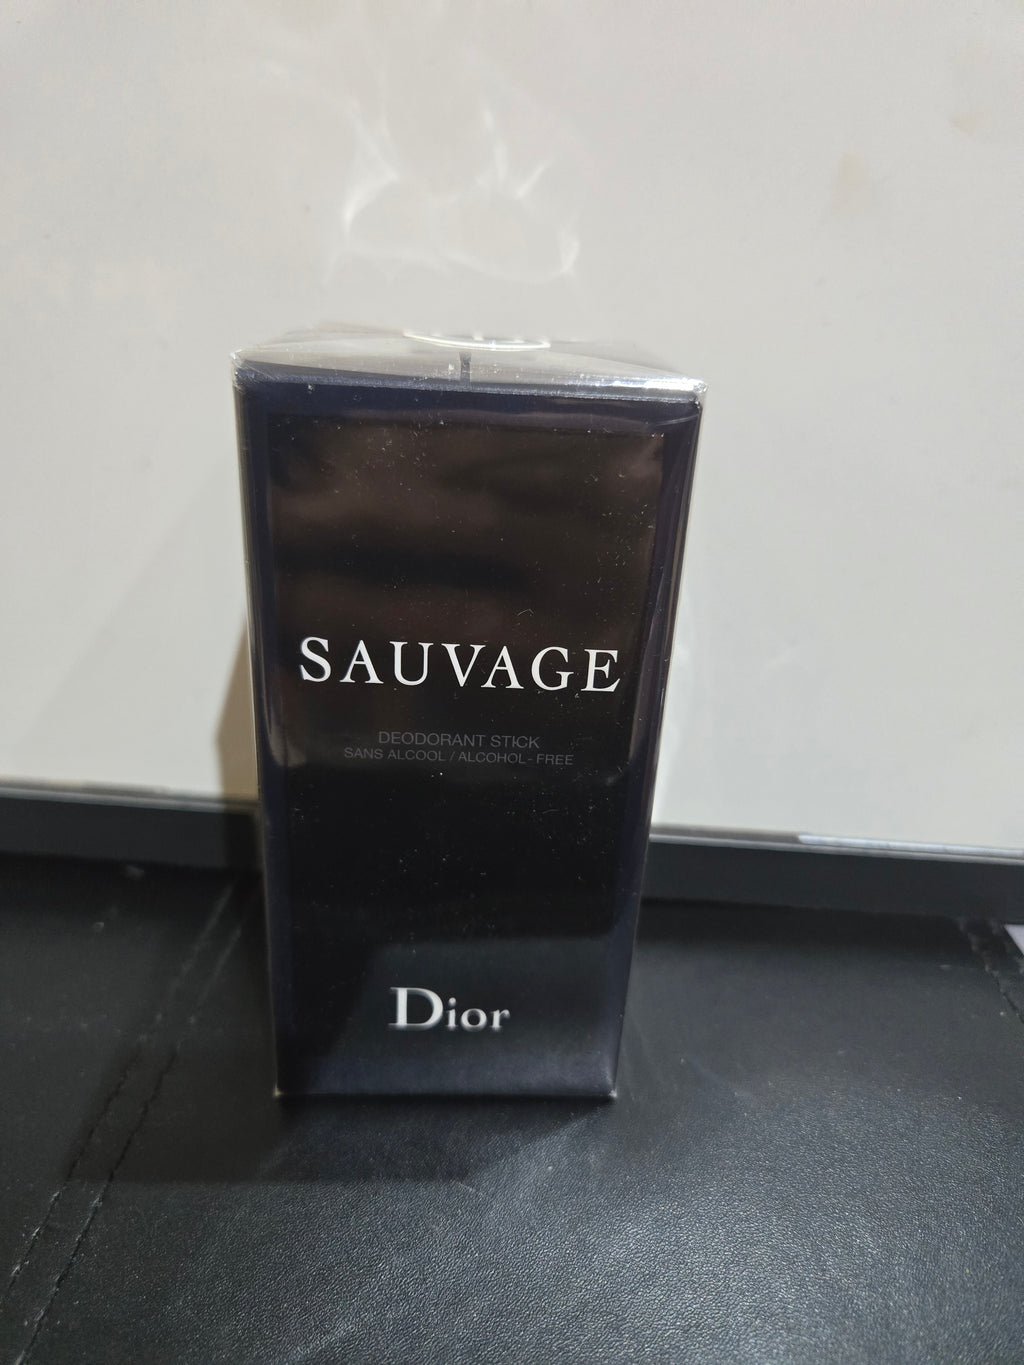 SAUVAGE
DEODORANT STICK
SANS ALCOOL / ALCOHOL-FREE
Dior